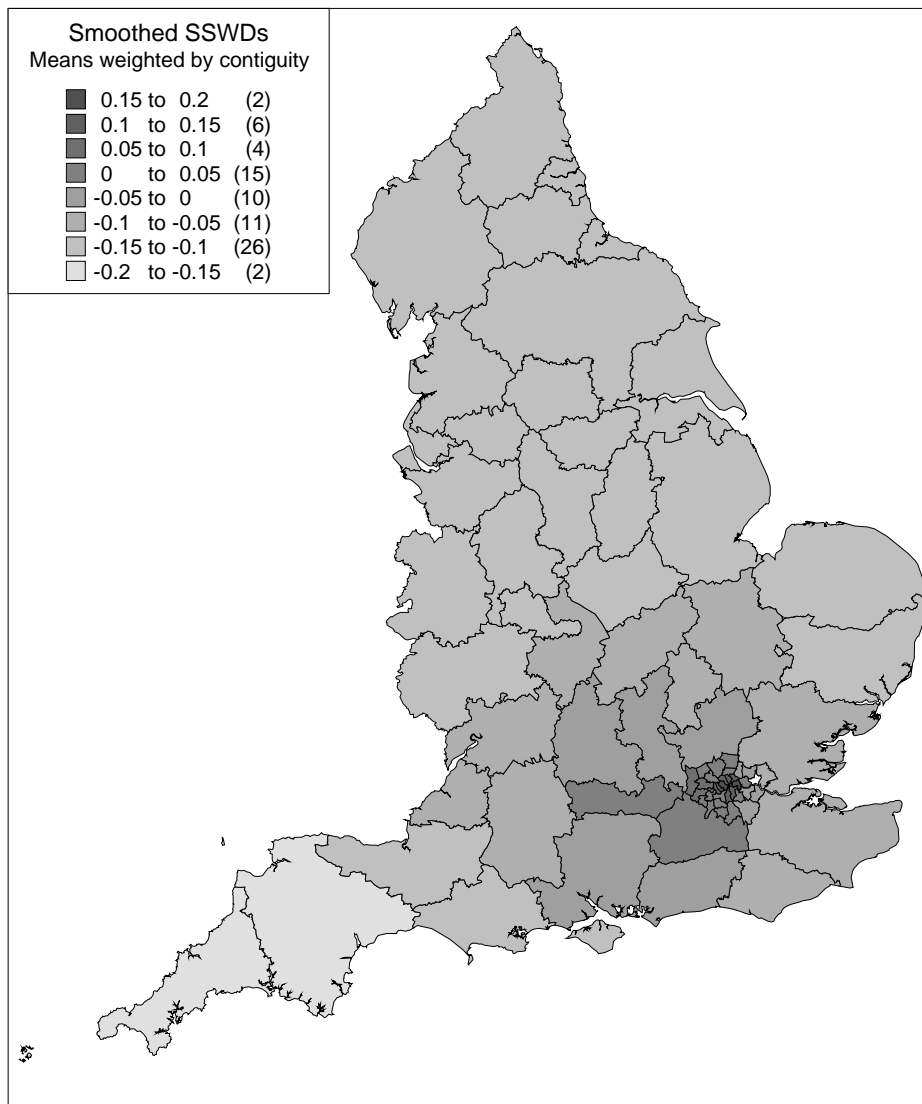 Smoothed SSWDs
Means weighted by contiguity
0.15 to 0.2 (2)
0.1 to 0.15 (6)
0.05 to 0.1 (4)
0 to 0.05 (15)
-0.05 to 0 (10)
-0.1 to -0.05 (11)
-0.15 to -0.1 (26)
-0.2 to -0.15 (2)